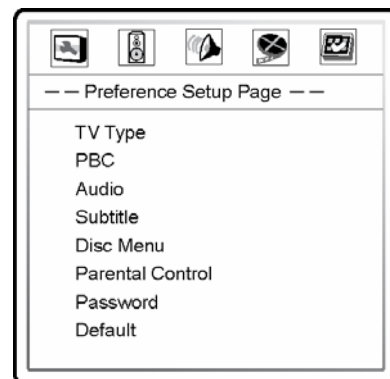 — — Preference Setup Page — —
TV Type
PBC
Audio
Subtitle
Disc Menu
Parental Control
Password
Default